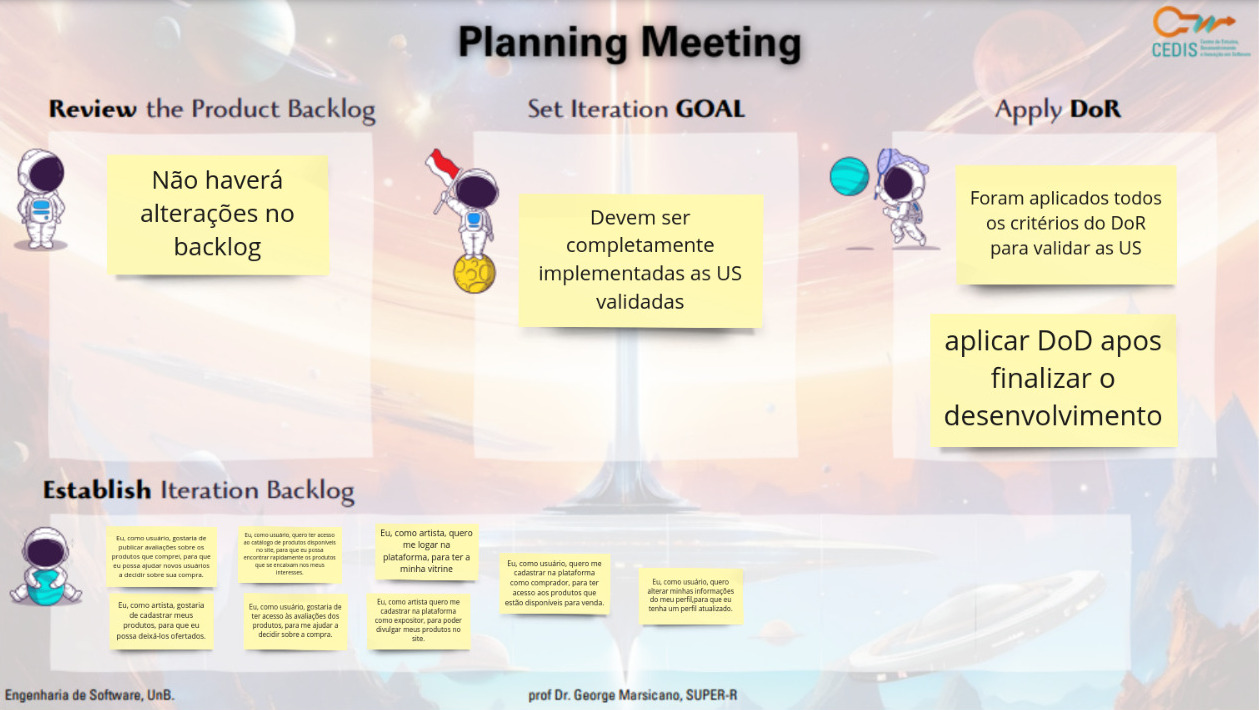 Planning Meeting
CEDIS
Centro de Estudos,
Desenvolvimento
e Inovação em Software
Review the Product Backlog
Set Iteration GOAL
Apply DoR
Não haverá
alterações no
backlog
Devem ser
completamente
implementadas as US
validadas
Foram aplicados todos
os critérios do DoR
para validar as US
aplicar DoD apos
finalizar o
desenvolvimento
Establish Iteration Backlog
Eu, como usuário, gostaria de
publicar avaliações sobre os
produtos que comprei, para que
eu possa ajudar novos usuários
a decidir sobre sua compra.
Eu, como usuário, quero ter acesso
ao catálogo de produtos disponíveis
no site, para que eu possa
encontrar rapidamente os produtos
que se encaixam nos meus
interesses.
Eu, como artista, quero
me logar na
plataforma, para ter a
minha vitrine
Eu, como usuário, quero me
cadastrar na plataforma
como comprador, para ter
acesso aos produtos que
estão disponíveis para venda.
Eu, como usuário, quero
alterar minhas informações
do meu perfil,para que eu
tenha um perfil atualizado.
Eu, como artista, gostaria
de cadastrar meus
produtos, para que eu
possa deixá-los ofertados.
Eu, como usuário, gostaria de
ter acesso às avaliações dos
produtos, para me ajudar a
decidir sobre a compra.
Eu, como artista quero me
cadastrar na plataforma
como expositor, para poder
divulgar meus produtos no
site.
Engenharia de Software, UnB.
prof Dr. George Marsicano, SUPER-R